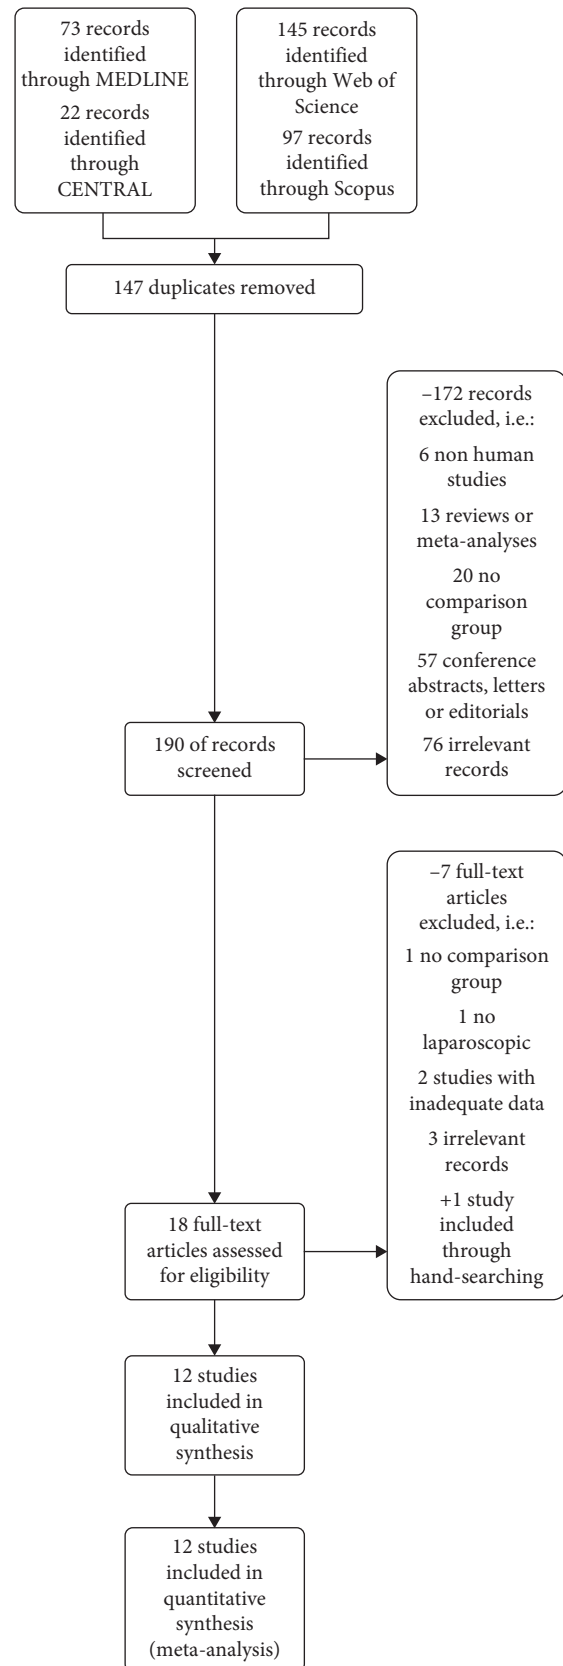 73 records
identified
through MEDLINE
22 records
identified
through
CENTRAL
145 records
identified
through Web of
Science
97 records
identified
through Scopus
147 duplicates removed
–172 records
excluded, i.e.:
6 non human
studies
13 reviews or
meta-analyses
20 no
comparison
group
57 conference
abstracts, letters
or editorials
76 irrelevant
records
190 of records
screened
–7 full-text
articles
excluded, i.e.:
1 no comparison
group
1 no
laparoscopic
2 studies with
inadequate data
3 irrelevant
records
+1 study
included
through
hand-searching
18 full-text
articles assessed
for eligibility
12 studies
included in
qualitative
synthesis
12 studies
included in
quantitative
synthesis
(meta-analysis)